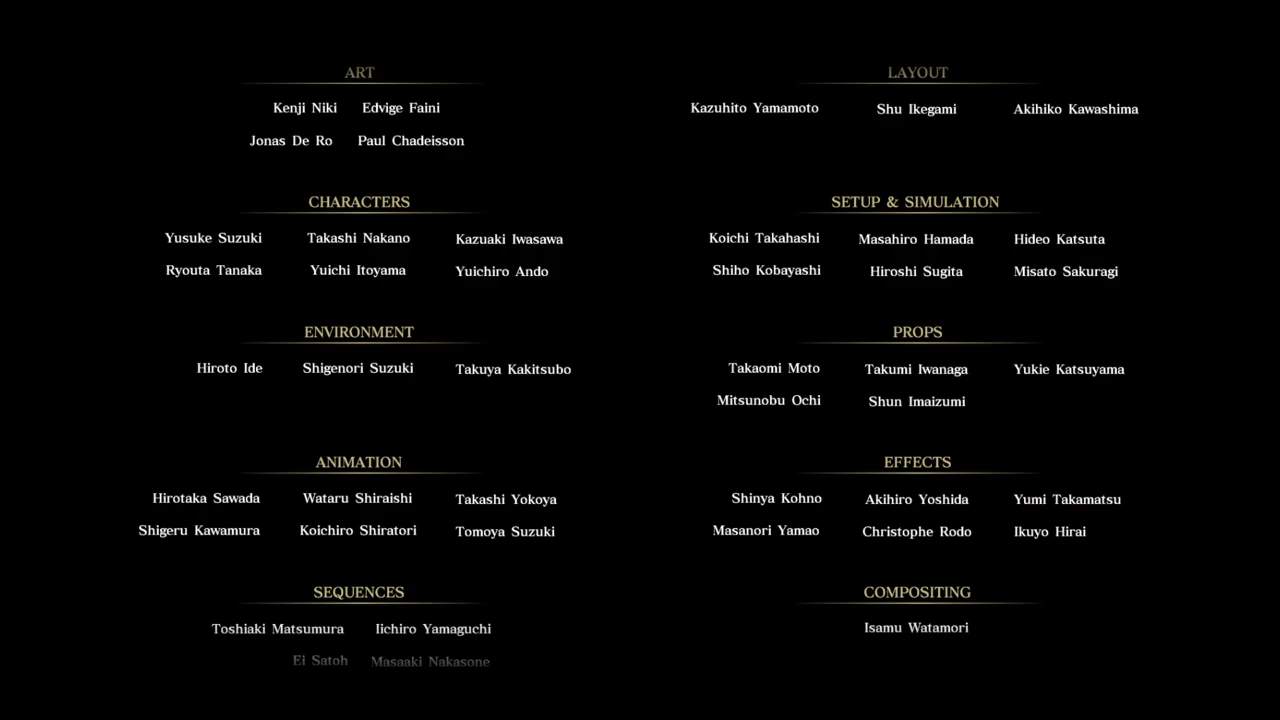 ART
Kenji Niki Edvige Faini
Jonas De Ro Paul Chadeisson
LAYOUT
Kazuhito Yamamoto Shu Ikegami Akihiko Kawashima
CHARACTERS
Yusuke Suzuki Takashi Nakano Kazuaki Iwasawa
Ryouta Tanaka Yuichi Itoyama Yuichiro Ando
SETUP & SIMULATION
Koichi Takahashi Masahiro Hamada Hideo Katsuta
Shiho Kobayashi Hiroshi Sugita Misato Sakuragi
ENVIRONMENT
Hiroto Ide Shigenori Suzuki Takuya Kakitsubo
PROPS
Takaomi Moto Takumi Iwanaga Yukie Katsuyama
Mitsunobu Ochi Shun Imaizumi
ANIMATION
Hirotaka Sawada Wataru Shiraishi Takashi Yokoya
Shigeru Kawamura Koichiro Shiratori Tomoya Suzuki
EFFECTS
Shinya Kohno Akihiro Yoshida Yumi Takamatsu
Masanori Yamao Christophe Rodo Ikuyo Hirai
SEQUENCES
Toshiaki Matsumura Iichiro Yamaguchi
Ei Satoh Masaaki Nakasone
COMPOSITING
Isamu Watamori